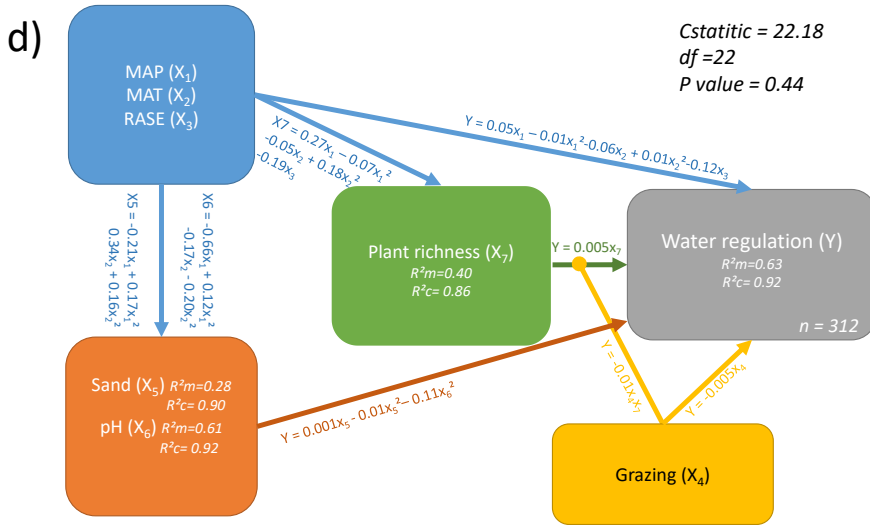 d)
Cstatitic = 22.18
df =22
P value = 0.44
MAP (X₁)
MAT (X₂)
RASE (X₃)
Y = 0.05x₁ – 0.01x₁²-0.06x₂ + 0.01x₂²-0.12x₃
X7 = 0.27x₁ – 0.07x₁²
-0.05x₂ + 0.18x₂²
-0.19x₃
X5 = -0.21x₁ + 0.17x₁²
0.34x₂ + 0.16x₂²
X6 = -0.66x₁ + 0.12x₁²
-0.17x₂ - 0.20x₂²
Plant richness (X₇)
R²m=0.40
R²c= 0.86
Y = 0.005x₇
Water regulation (Y)
R²m=0.63
R²c= 0.92
n = 312
Sand (X₅) R²m=0.28
R²c= 0.90
pH (X₆) R²m=0.61
R²c= 0.92
Y = 0.001x₅ - 0.01x₅²– 0.11x₆²
Y = -0.01x₄x₇
Y = -0.005x₄
Grazing (X₄)